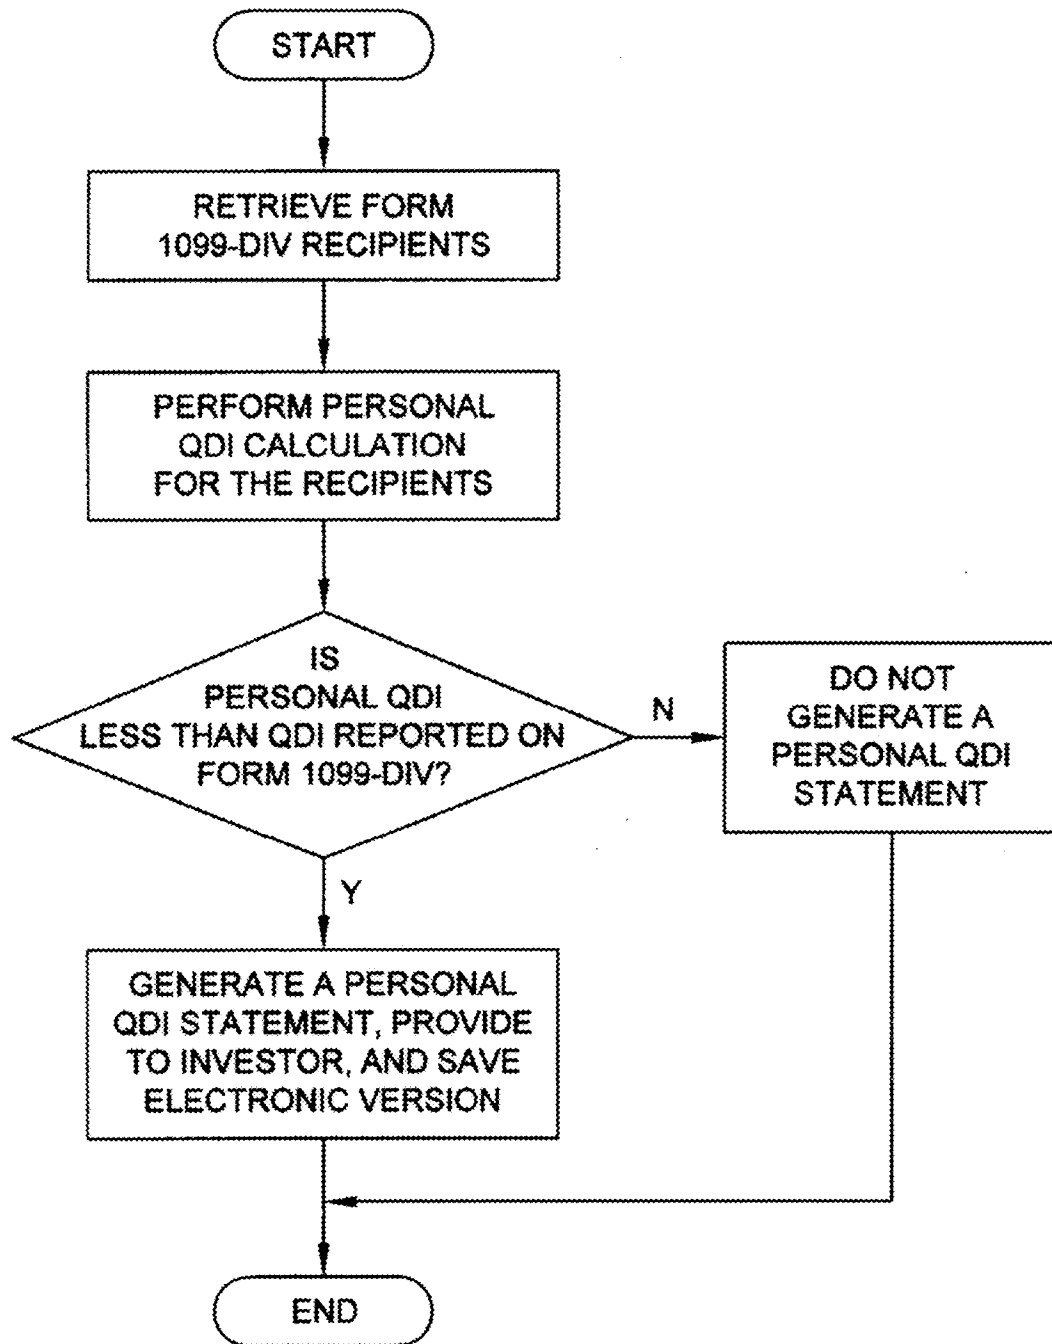 START
RETRIEVE FORM
1099-DIV RECIPIENTS
PERFORM PERSONAL
QDI CALCULATION
FOR THE RECIPIENTS
IS
PERSONAL QDI
LESS THAN QDI REPORTED ON
FORM 1099-DIV?
N
DO NOT
GENERATE A
PERSONAL QDI
STATEMENT
Y
GENERATE A PERSONAL
QDI STATEMENT, PROVIDE
TO INVESTOR, AND SAVE
ELECTRONIC VERSION
END